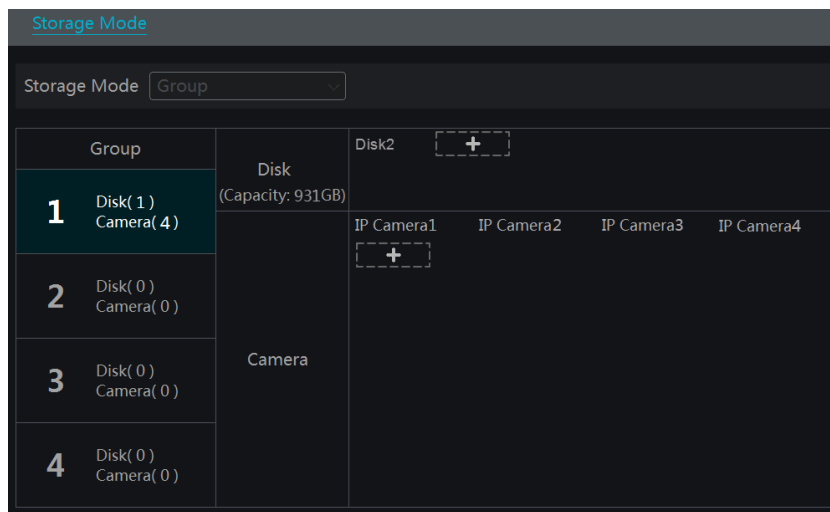 Storage Mode
Storage Mode Group
Group
Disk
(Capacity: 931GB)
Disk2 +
1
Disk( 1 )
Camera( 4 )
2
Disk( 0 )
Camera( 0 )
3
Disk( 0 )
Camera( 0 )
4
Disk( 0 )
Camera( 0 )
Camera
IP Camera1 IP Camera2 IP Camera3 IP Camera4
+